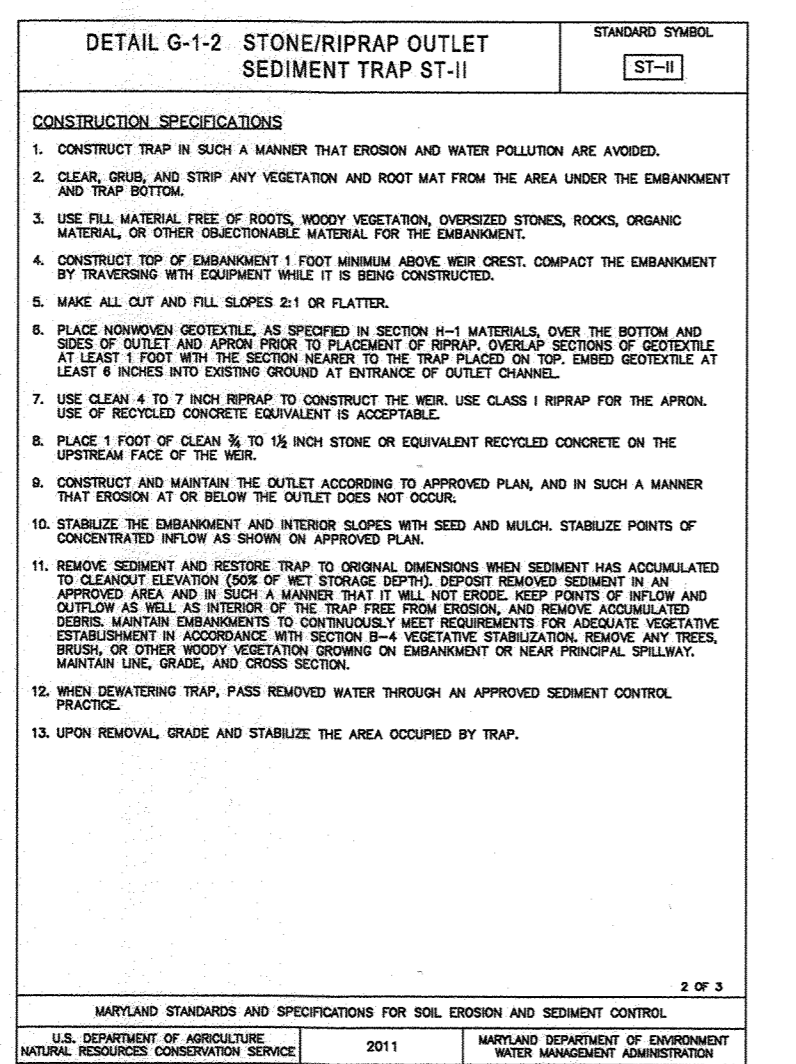 DETAIL G-1-2 STONE/RIPRAP OUTLET
SEDIMENT TRAP ST-II
STANDARD SYMBOL
ST-II
CONSTRUCTION SPECIFICATIONS
1. CONSTRUCT TRAP IN SUCH A MANNER THAT EROSION AND WATER POLLUTION ARE AVOIDED.
2. CLEAR, GRUB, AND STRIP ANY VEGETATION AND ROOT MAT FROM THE AREA UNDER THE EMBANKMENT
AND TRAP BOTTOM.
3. USE FILL MATERIAL FREE OF ROOTS, WOODY VEGETATION, OVERSIZED STONES, ROCKS, ORGANIC
MATERIAL, OR OTHER OBJECTIONABLE MATERIAL FOR THE EMBANKMENT.
4. CONSTRUCT TOP OF EMBANKMENT 1 FOOT MINIMUM ABOVE WEIR CREST. COMPACT THE EMBANKMENT
BY TRAVERSING WITH EQUIPMENT WHILE IT IS BEING CONSTRUCTED.
5. MAKE ALL CUT AND FILL SLOPES 2:1 OR FLATTER.
6. PLACE NONWOVEN GEOTEXTILE, AS SPECIFIED IN SECTION H-1 MATERIALS, OVER THE BOTTOM AND
SIDES OF OUTLET AND APRON PRIOR TO PLACEMENT OF RIPRAP. OVERLAP SECTIONS OF GEOTEXTILE
AT LEAST 1 FOOT WITH THE SECTION NEARER TO THE TRAP PLACED ON TOP. EMBED GEOTEXTILE AT
LEAST 6 INCHES INTO EXISTING GROUND AT ENTRANCE OF OUTLET CHANNEL.
7. USE CLEAN 4 TO 7 INCH RIPRAP TO CONSTRUCT THE WEIR. USE CLASS I RIPRAP FOR THE APRON.
USE OF RECYCLED CONCRETE EQUIVALENT IS ACCEPTABLE.
8. PLACE 1 FOOT OF CLEAN ¾ TO 1½ INCH STONE OR EQUIVALENT RECYCLED CONCRETE ON THE
UPSTREAM FACE OF THE WEIR.
9. CONSTRUCT AND MAINTAIN THE OUTLET ACCORDING TO APPROVED PLAN, AND IN SUCH A MANNER
THAT EROSION AT OR BELOW THE OUTLET DOES NOT OCCUR.
10. STABILIZE THE EMBANKMENT AND INTERIOR SLOPES WITH SEED AND MULCH. STABILIZE POINTS OF
CONCENTRATED INFLOW AS SHOWN ON APPROVED PLAN.
11. REMOVE SEDIMENT AND RESTORE TRAP TO ORIGINAL DIMENSIONS WHEN SEDIMENT HAS ACCUMULATED
TO CLEANOUT ELEVATION (50% OF WET STORAGE DEPTH). DEPOSIT REMOVED SEDIMENT IN AN
APPROVED AREA AND IN SUCH A MANNER THAT IT WILL NOT ERODE. KEEP POINTS OF INFLOW AND
OUTFLOW AS WELL AS INTERIOR OF THE TRAP FREE FROM EROSION, AND REMOVE ACCUMULATED
DEBRIS. MAINTAIN EMBANKMENTS TO CONTINUOUSLY MEET REQUIREMENTS FOR ADEQUATE VEGETATIVE
ESTABLISHMENT IN ACCORDANCE WITH SECTION B-4 VEGETATIVE STABILIZATION. REMOVE ANY TREES,
BRUSH, OR OTHER WOODY VEGETATION GROWING ON EMBANKMENT OR NEAR PRINCIPAL SPILLWAY.
MAINTAIN LINE, GRADE, AND CROSS SECTION.
12. WHEN DEWATERING TRAP, PASS REMOVED WATER THROUGH AN APPROVED SEDIMENT CONTROL
PRACTICE.
13. UPON REMOVAL, GRADE AND STABILIZE THE AREA OCCUPIED BY TRAP.
2 OF 3
MARYLAND STANDARDS AND SPECIFICATIONS FOR SOIL EROSION AND SEDIMENT CONTROL
U.S. DEPARTMENT OF AGRICULTURE
NATURAL RESOURCES CONSERVATION SERVICE
2011
MARYLAND DEPARTMENT OF ENVIRONMENT
WATER MANAGEMENT ADMINISTRATION